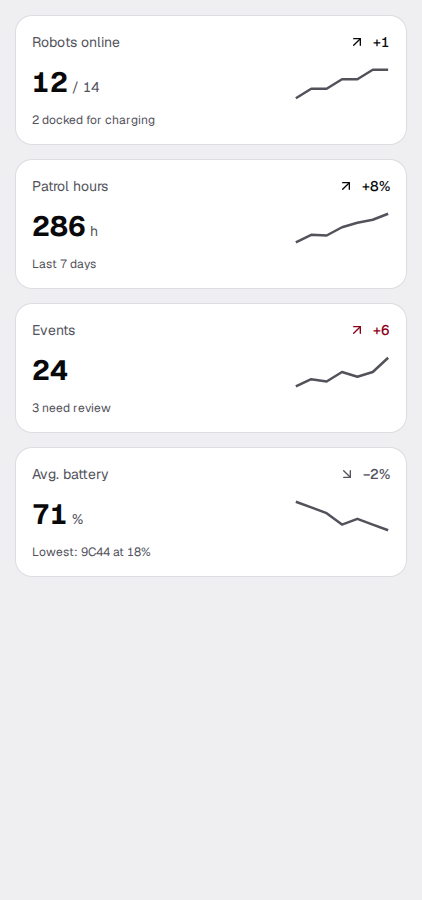 Robots online
+1
12 / 14
2 docked for charging
Patrol hours
+8%
286 h
Last 7 days
Events
+6
24
3 need review
Avg. battery
−2%
71 %
Lowest: 9C44 at 18%